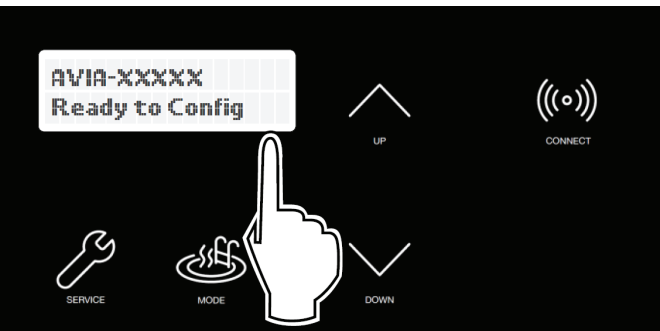 AVIA-XXXXX
Ready to Config
UP
CONNECT
SERVICE
MODE
DOWN